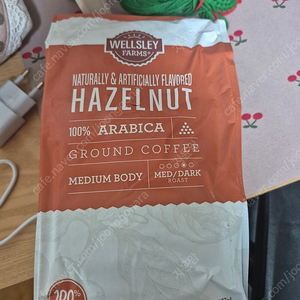 WELLSLEY
FARMS
NATURALLY & ARTIFICIALLY FLAVORED
HAZELNUT
100% ARABICA
GROUND COFFEE
MEDIUM BODY
MED/DARK
ROAST